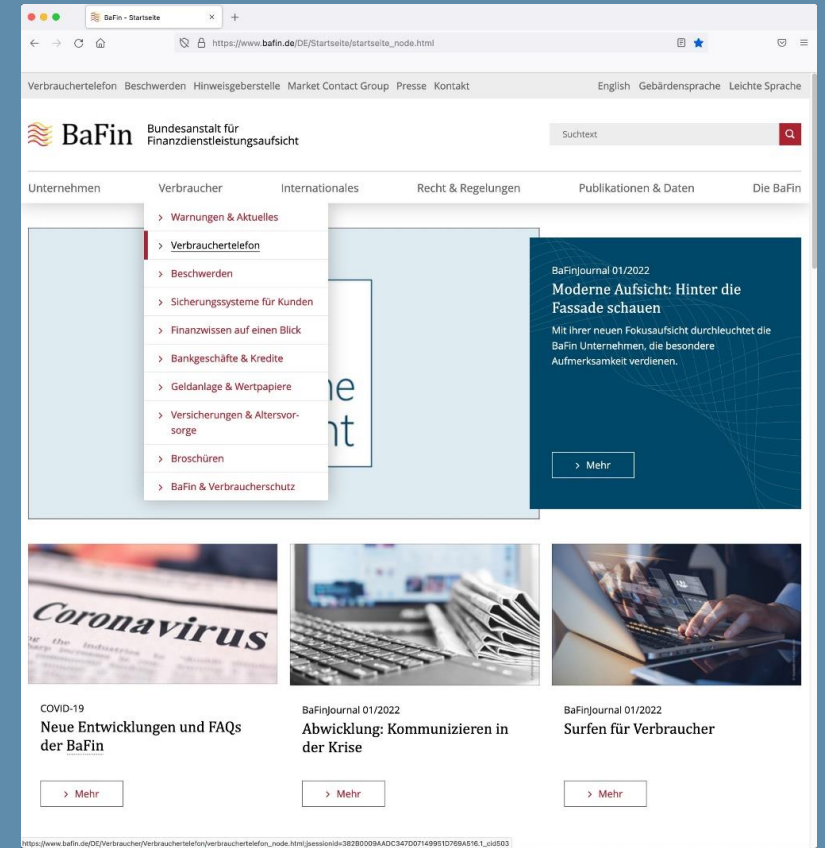 BaFin - Startseite
https://www.bafin.de/DE/Startseite/startseite_node.html
Verbrauchertelefon Beschwerden Hinweisgeberstelle Market Contact Group Presse Kontakt English Gebärdensprache Leichte Sprache
BaFin
Bundesanstalt für
Finanzdienstleistungsaufsicht
Suchtext
Unternehmen Verbraucher Internationales Recht & Regelungen Publikationen & Daten Die BaFin
Warnungen & Aktuelles
Verbrauchertelefon
Beschwerden
Sicherungssysteme für Kunden
Finanzwissen auf einen Blick
Bankgeschäfte & Kredite
Geldanlage & Wertpapiere
Versicherungen & Altersvor-
sorge
Broschüren
BaFin & Verbraucherschutz
ne
ht
BaFinJournal 01/2022
Moderne Aufsicht: Hinter die
Fassade schauen
Mit ihrer neuen Fokusaufsicht durchleuchtet die
BaFin Unternehmen, die besondere
Aufmerksamkeit verdienen.
> Mehr
Coronavirus
the industries
COVID-19
Neue Entwicklungen und FAQs
der BaFin
> Mehr
BaFinJournal 01/2022
Abwicklung: Kommunizieren in
der Krise
> Mehr
BaFinJournal 01/2022
Surfen für Verbraucher
> Mehr
https://www.bafin.de/DE/Verbraucher/Verbrauchertelefon/verbrauchertelefon_node.html;jsessionid=382B0009AADC347D07149951D769A516.1_cid503